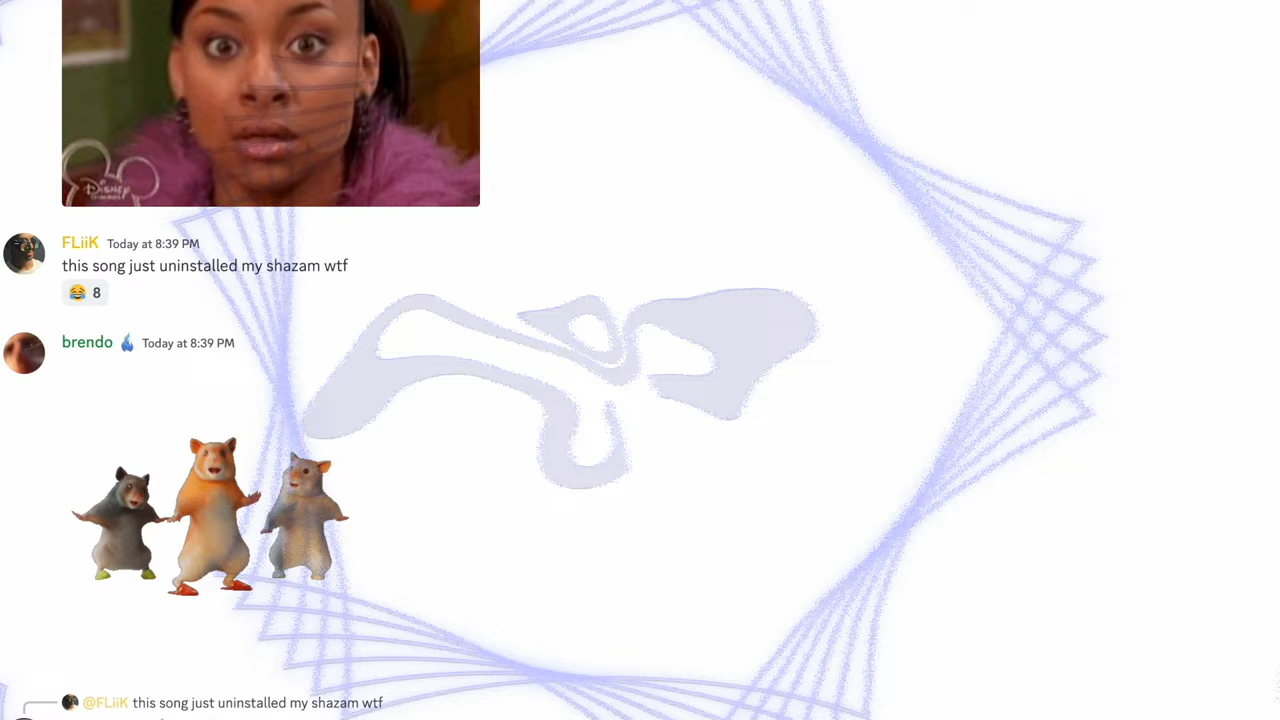 Disney
FLiiK Today at 8:39 PM
this song just uninstalled my shazam wtf
😂 8
brendo Today at 8:39 PM
@FLiiK this song just uninstalled my shazam wtf